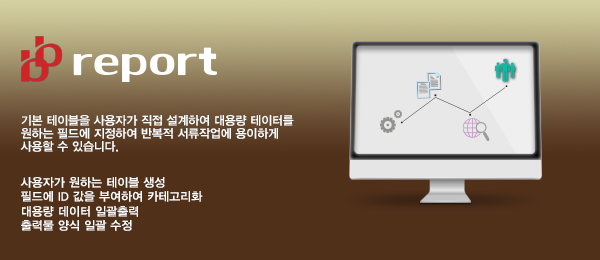 bb report
기본 테이블을 사용자가 직접 설계하여 대용량 테이터를
원하는 필드에 지정하여 반복적 서류작업에 용이하게
사용할 수 있습니다.
사용자가 원하는 테이블 생성
필드에 ID 값을 부여하여 카테고리화
대용량 데이터 일괄출력
출력물 양식 일괄 수정